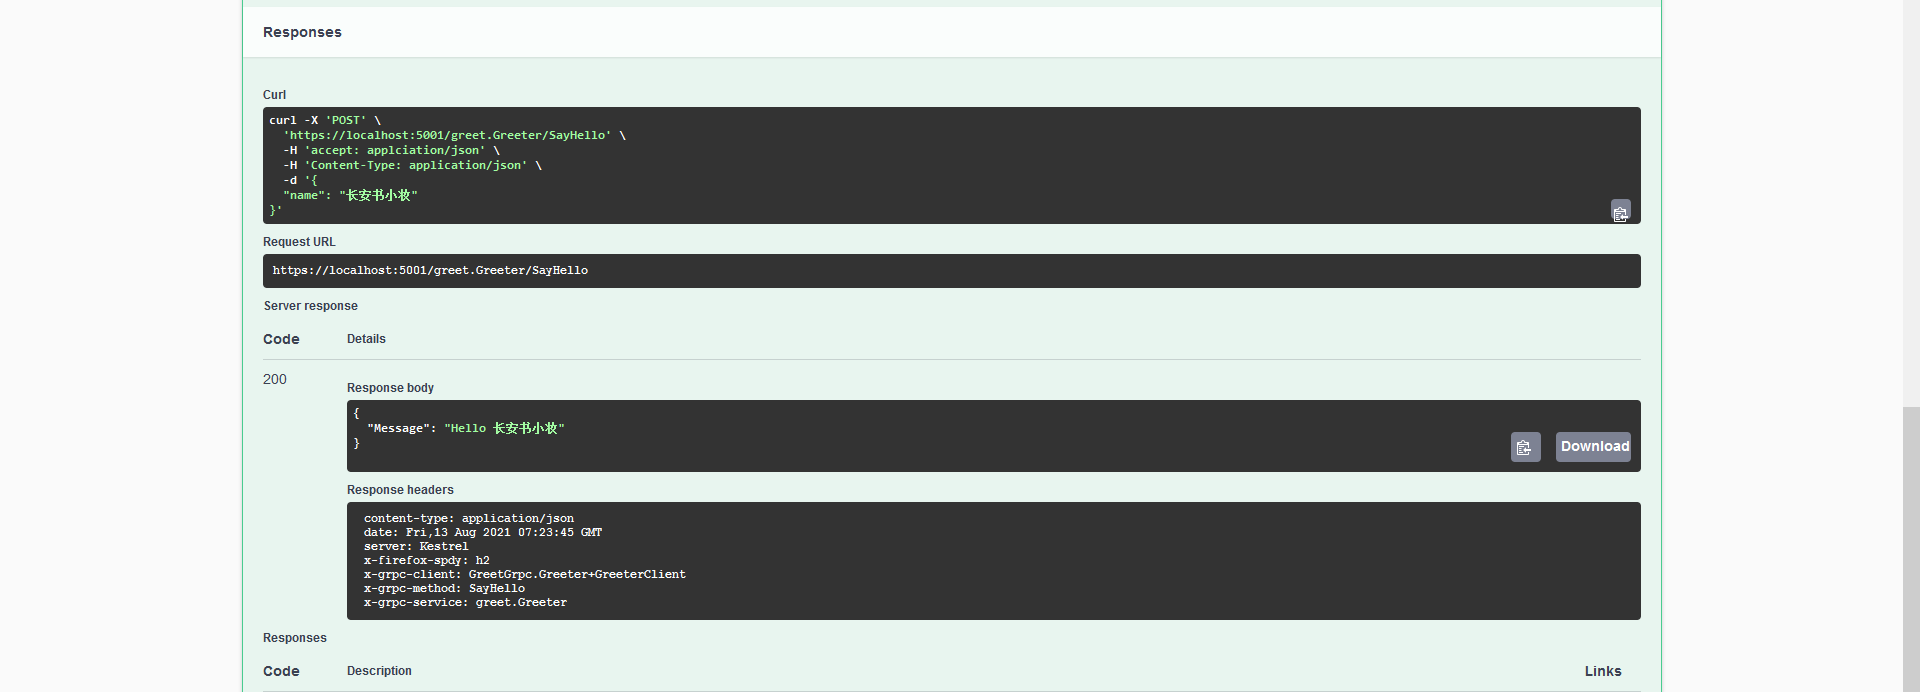 Responses
Curl
curl -X 'POST' \
  'https://localhost:5001/greet.Greeter/SayHello' \
  -H 'accept: applciation/json' \
  -H 'Content-Type: application/json' \
  -d '{
  "name": "长安书小妆"
}'
Request URL
https://localhost:5001/greet.Greeter/SayHello
Server response
Code Details
200
Response body
{
  "Message": "Hello 长安书小妆"
}
Download
Response headers
content-type: application/json
date: Fri,13 Aug 2021 07:23:45 GMT
server: Kestrel
x-firefox-spdy: h2
x-grpc-client: GreetGrpc.Greeter+GreeterClient
x-grpc-method: SayHello
x-grpc-service: greet.Greeter
Responses
Code Description Links